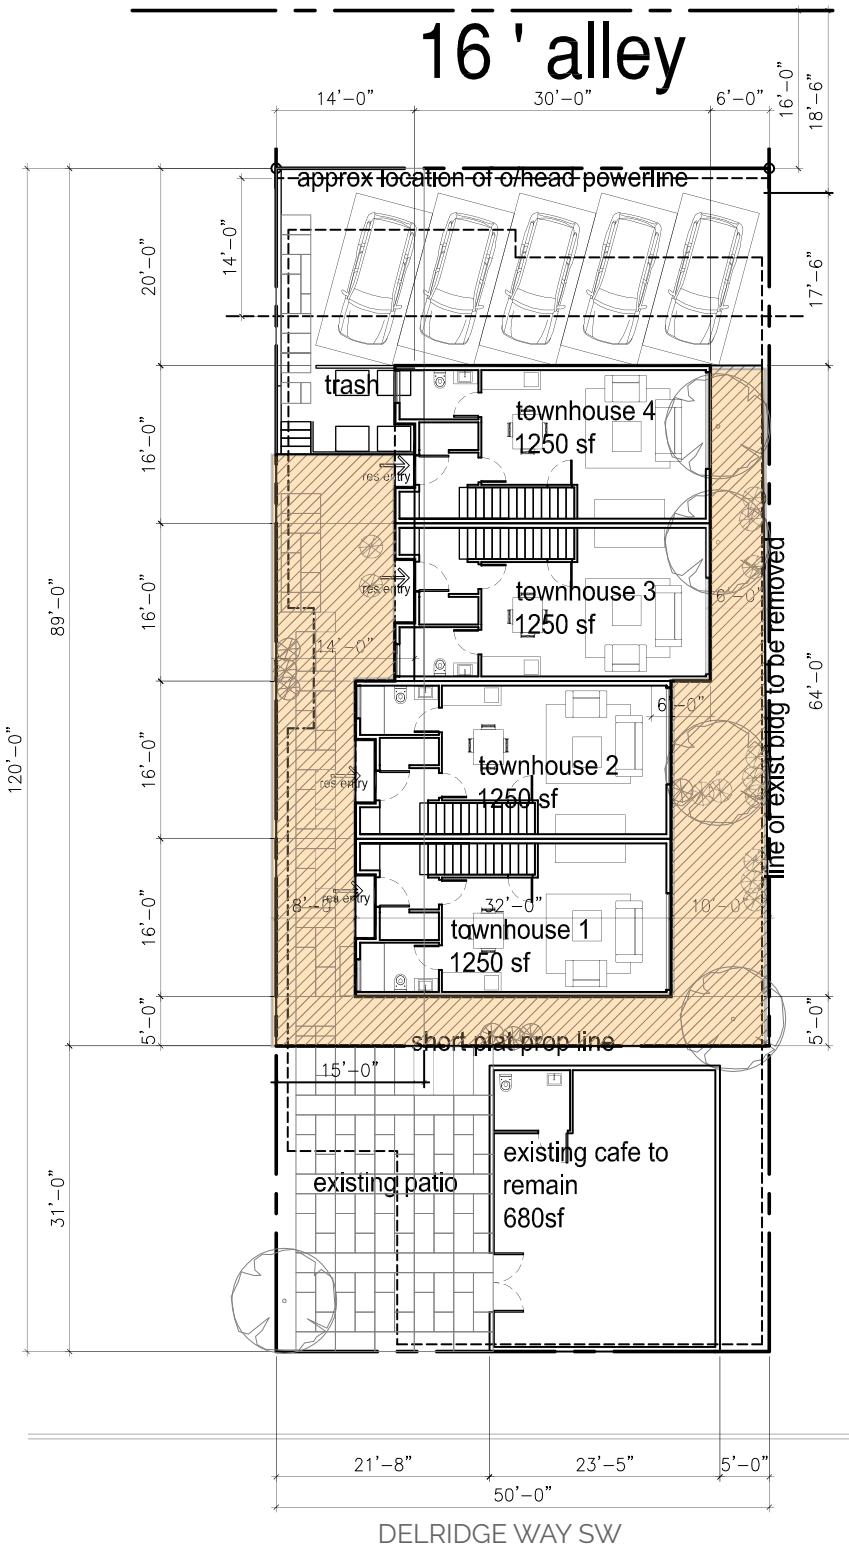 16 ' alley
14'-0"
30'-0"
6'-0"
16'-0"
18'-6"
approx location of o/head powerline
20'-0"
14'-0"
17'-6"
trash
townhouse 4
1250 sf
16'-0"
res entry
89'-0"
16'-0"
res entry
townhouse 3
1250 sf
6'-0"
line of exist bldg to be removed
14'-0"
64'-0"
6'-0"
120'-0"
16'-0"
res entry
townhouse 2
1250 sf
16'-0"
8'-0"
res entry
32'-0"
10'-0"
townhouse 1
1250 sf
5'-0"
short plat prop line
5'-0"
15'-0"
31'-0"
existing patio
existing cafe to
remain
680sf
21'-8"
23'-5"
5'-0"
50'-0"
DELRIDGE WAY SW